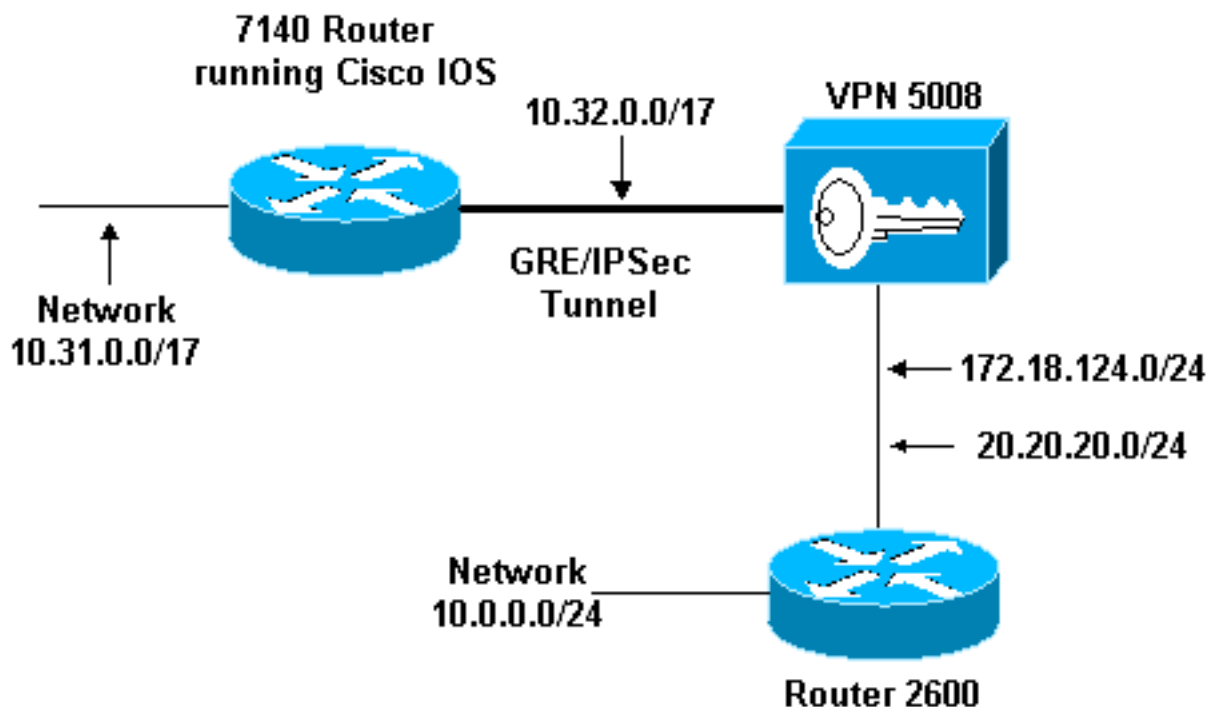 7140 Router
running Cisco IOS
10.32.0.0/17
VPN 5008
GRE/IPSec
Tunnel
Network
10.31.0.0/17
172.18.124.0/24
20.20.20.0/24
Network
10.0.0.0/24
Router 2600